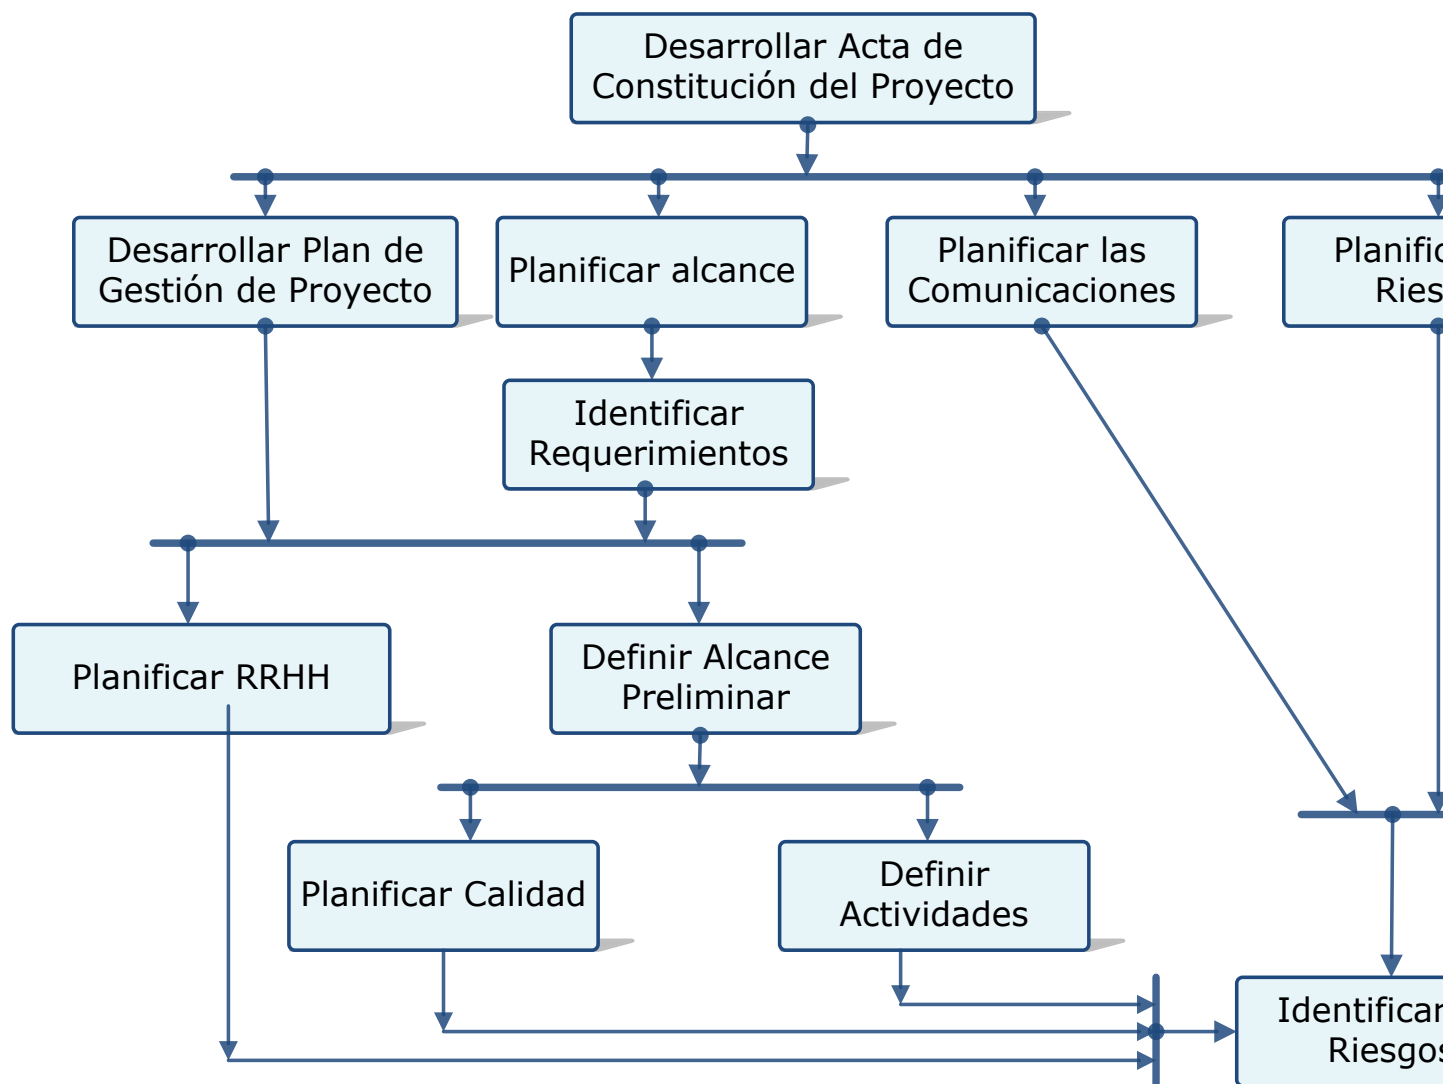 Desarrollar Acta de
Constitución del Proyecto
Desarrollar Plan de
Gestión de Proyecto
Planificar alcance
Planificar las
Comunicaciones
Identificar
Requerimientos
Planificar RRHH
Definir Alcance
Preliminar
Planificar Calidad
Definir
Actividades
Identificar